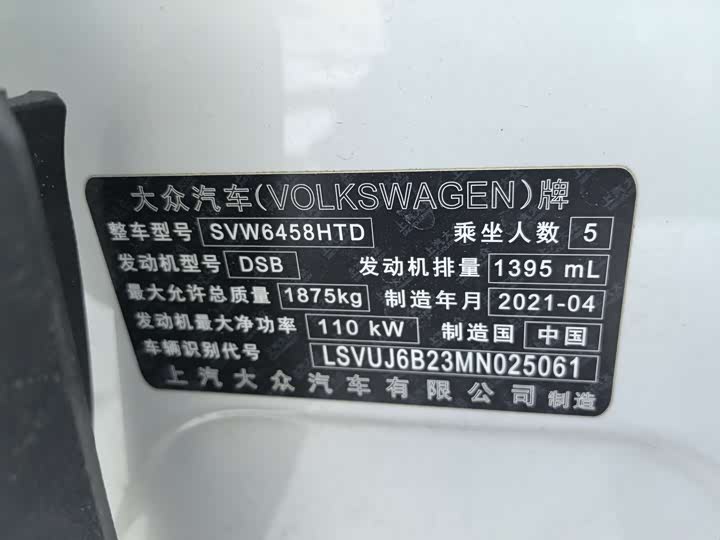 大众汽车(VOLKSWAGEN)牌
整车型号 SVW6458HTD 乘坐人数 5
发动机型号 DSB 发动机排量 1395 mL
最大允许总质量 1875kg 制造年月 2021-04
发动机最大净功率 110 kW 制造国 中国
车辆识别代号 LSVUJ6B23MN025061
上汽大众汽车有限公司 制造